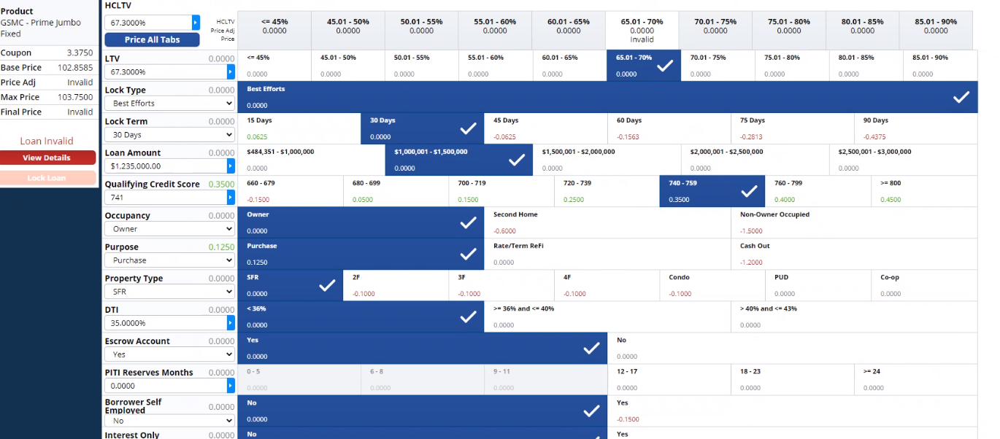 Product
GSMC - Prime Jumbo
Fixed
Coupon 3.3750
Base Price 102.8585
Price Adj Invalid
Max Price 103.7500
Final Price Invalid
Loan Invalid
View Details
Lock Loan
HCLTV
67.3000%
Price All Tabs
HCLTV
Price Adj
Price
<= 45% 45.01 - 50% 50.01 - 55% 55.01 - 60% 60.01 - 65% 65.01 - 70% 70.01 - 75% 75.01 - 80% 80.01 - 85% 85.01 - 90%
0.0000 0.0000 0.0000 0.0000 0.0000 0.0000 0.0000 0.0000 0.0000 0.0000
Invalid
LTV 0.0000
67.3000%
<= 45% 45.01 - 50% 50.01 - 55% 55.01 - 60% 60.01 - 65% 65.01 - 70% 70.01 - 75% 75.01 - 80% 80.01 - 85% 85.01 - 90%
0.0000 0.0000 0.0000 0.0000 0.0000 0.0000 0.0000 0.0000 0.0000 0.0000
Lock Type 0.0000
Best Efforts
Best Efforts
0.0000
Lock Term 0.0000
30 Days
15 Days 30 Days 45 Days 60 Days 75 Days 90 Days
0.0625 0.0000 -0.0625 -0.1563 -0.2813 -0.4375
Loan Amount 0.0000
$1,235,000.00
$484,351 - $1,000,000 $1,000,001 - $1,500,000 $1,500,001 - $2,000,000 $2,000,001 - $2,500,000 $2,500,001 - $3,000,000
0.0000 0.0000 0.0000 0.0000 0.0000
Qualifying Credit Score 0.3500
741
660 - 679 680 - 699 700 - 719 720 - 739 740 - 759 760 - 799 >= 800
-0.1500 0.0500 0.1500 0.2500 0.3500 0.4000 0.4500
Occupancy 0.0000
Owner
Owner Second Home Non-Owner Occupied
0.0000 -0.6000 -1.5000
Purpose 0.1250
Purchase
Purchase Rate/Term ReFi Cash Out
0.1250 0.0000 -1.2000
Property Type 0.0000
SFR
SFR 2F 3F 4F Condo PUD Co-op
0.0000 -0.1000 -0.1000 -0.1000 -0.1000 0.0000 0.0000
DTI 0.0000
35.0000%
< 36% >= 36% and <= 40% > 40% and <= 43%
0.0000 0.0000 0.0000
Escrow Account 0.0000
Yes
Yes No
0.0000 0.0000
PITI Reserves Months 0.0000
0.0000
0 - 5 6 - 8 9 - 11 12 - 17 18 - 23 >= 24
0.0000 0.0000 0.0000 0.0000 0.0000 0.0000
Borrower Self
Employed 0.0000
No
No Yes
0.0000 -0.1500
Interest Only 0.0000
No Yes